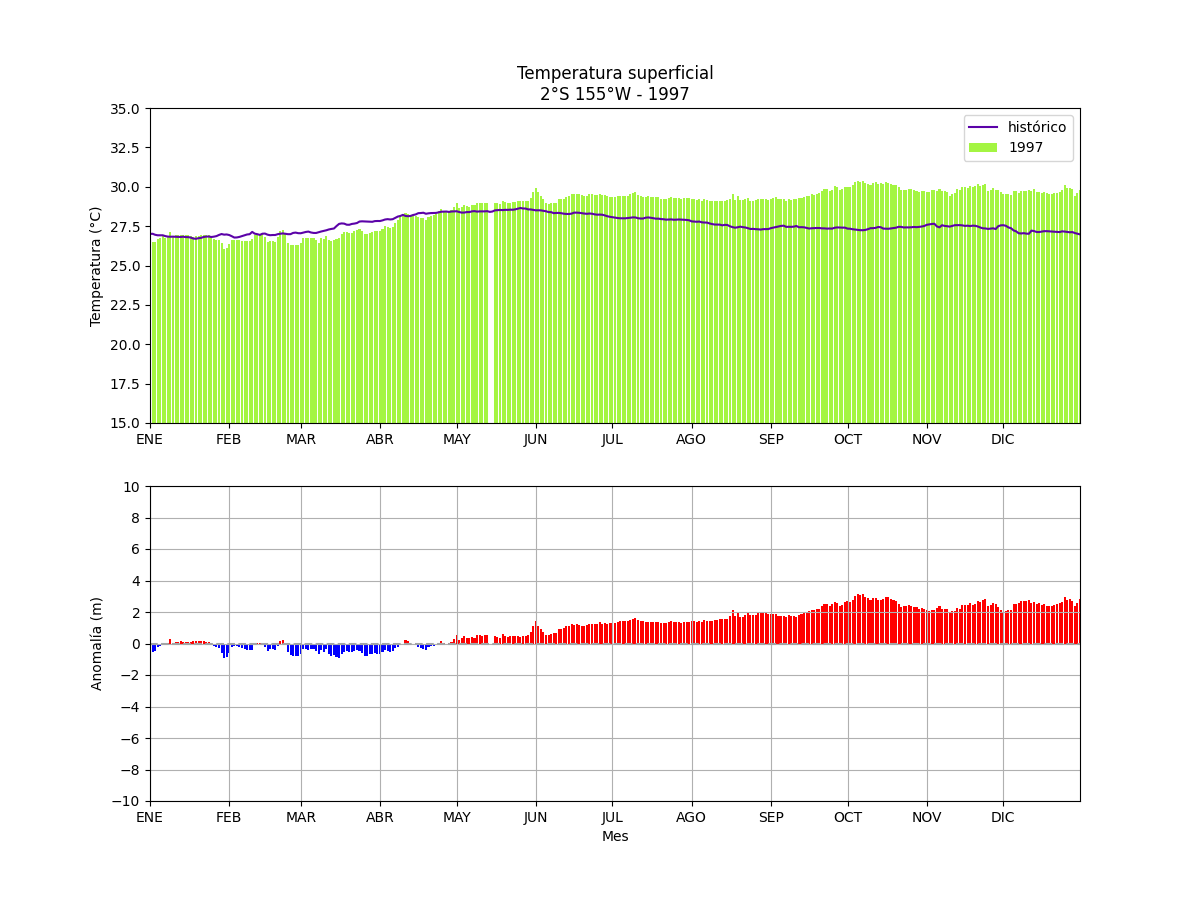 Temperatura superficial
2°S 155°W - 1997
35.0
32.5
30.0
27.5
25.0
22.5
20.0
17.5
15.0
Temperatura (°C)
histórico
1997
ENE FEB MAR ABR MAY JUN JUL AGO SEP OCT NOV DIC
10
8
6
4
2
0
−2
−4
−6
−8
−10
Anomalía (m)
ENE FEB MAR ABR MAY JUN JUL AGO SEP OCT NOV DIC
Mes